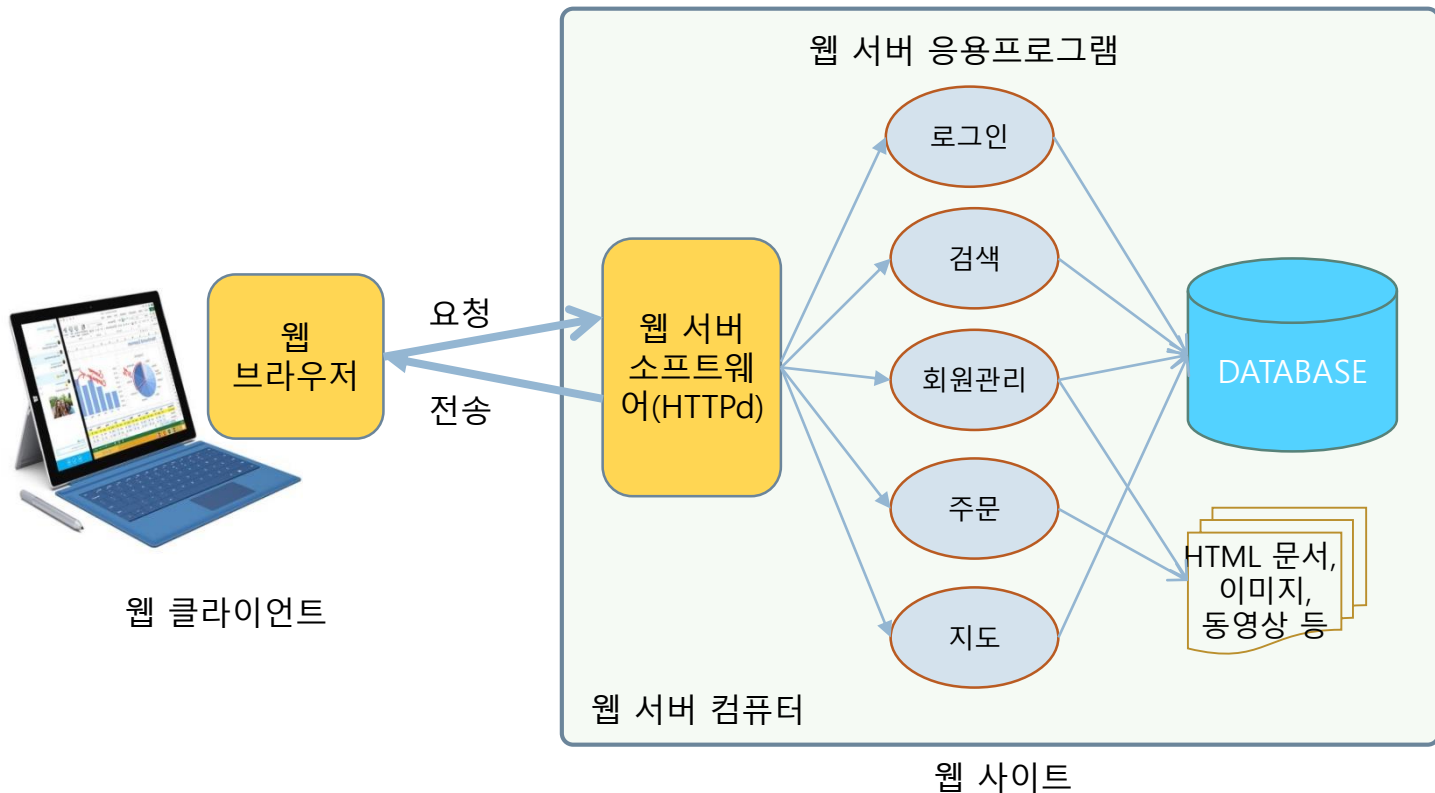 웹 서버 응용프로그램
로그인
검색
웹
브라우저
요청
전송
웹 서버
소프트웨
어(HTTPd)
회원관리
DATABASE
주문
HTML 문서,
이미지,
동영상 등
지도
웹 클라이언트
웹 서버 컴퓨터
웹 사이트